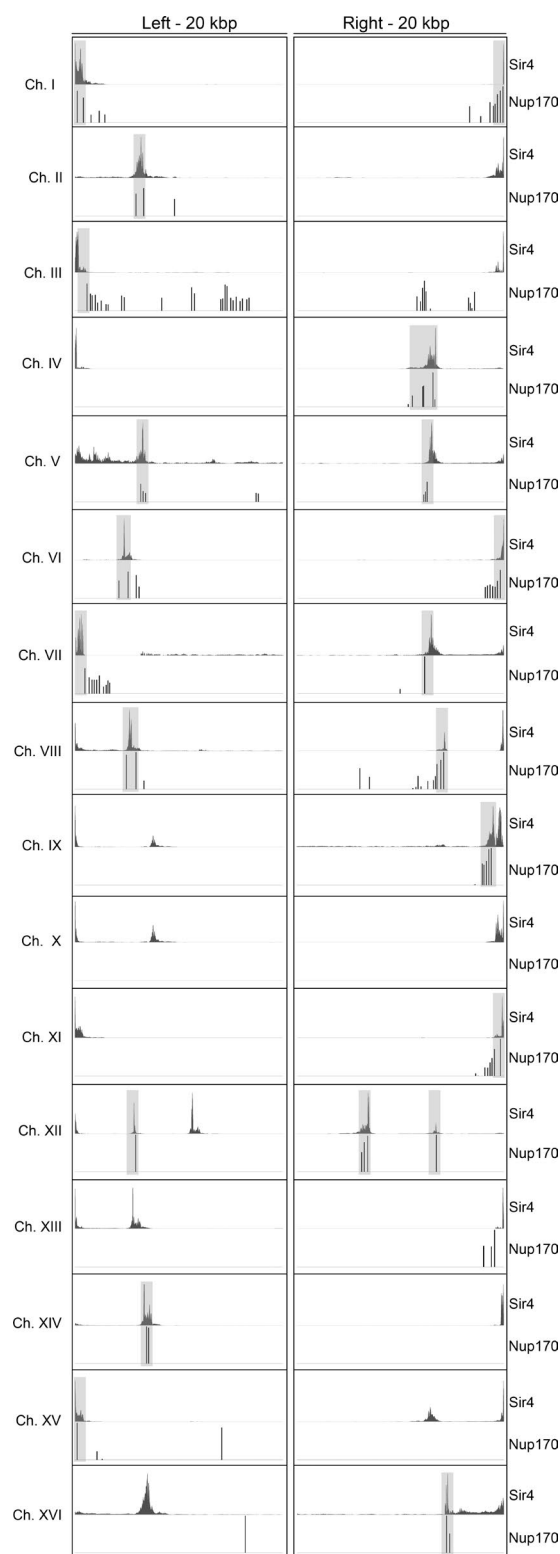 Left - 20 kbp Right - 20 kbp
Ch. I Sir4
Nup170
Ch. II Sir4
Nup170
Ch. III Sir4
Nup170
Ch. IV Sir4
Nup170
Ch. V Sir4
Nup170
Ch. VI Sir4
Nup170
Ch. VII Sir4
Nup170
Ch. VIII Sir4
Nup170
Ch. IX Sir4
Nup170
Ch. X Sir4
Nup170
Ch. XI Sir4
Nup170
Ch. XII Sir4
Nup170
Ch. XIII Sir4
Nup170
Ch. XIV Sir4
Nup170
Ch. XV Sir4
Nup170
Ch. XVI Sir4
Nup170